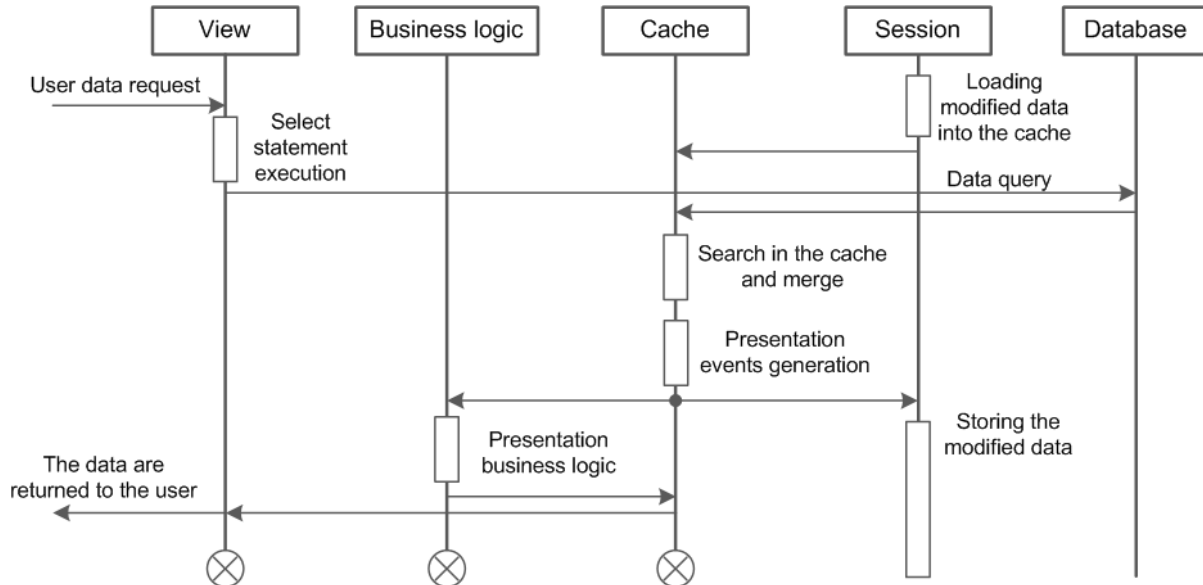 View
Business logic
Cache
Session
Database
User data request
Loading
modified data
into the cache
Select
statement
execution
Data query
Search in the cache
and merge
Presentation
events generation
Storing the
modified data
Presentation
business logic
The data are
returned to the user